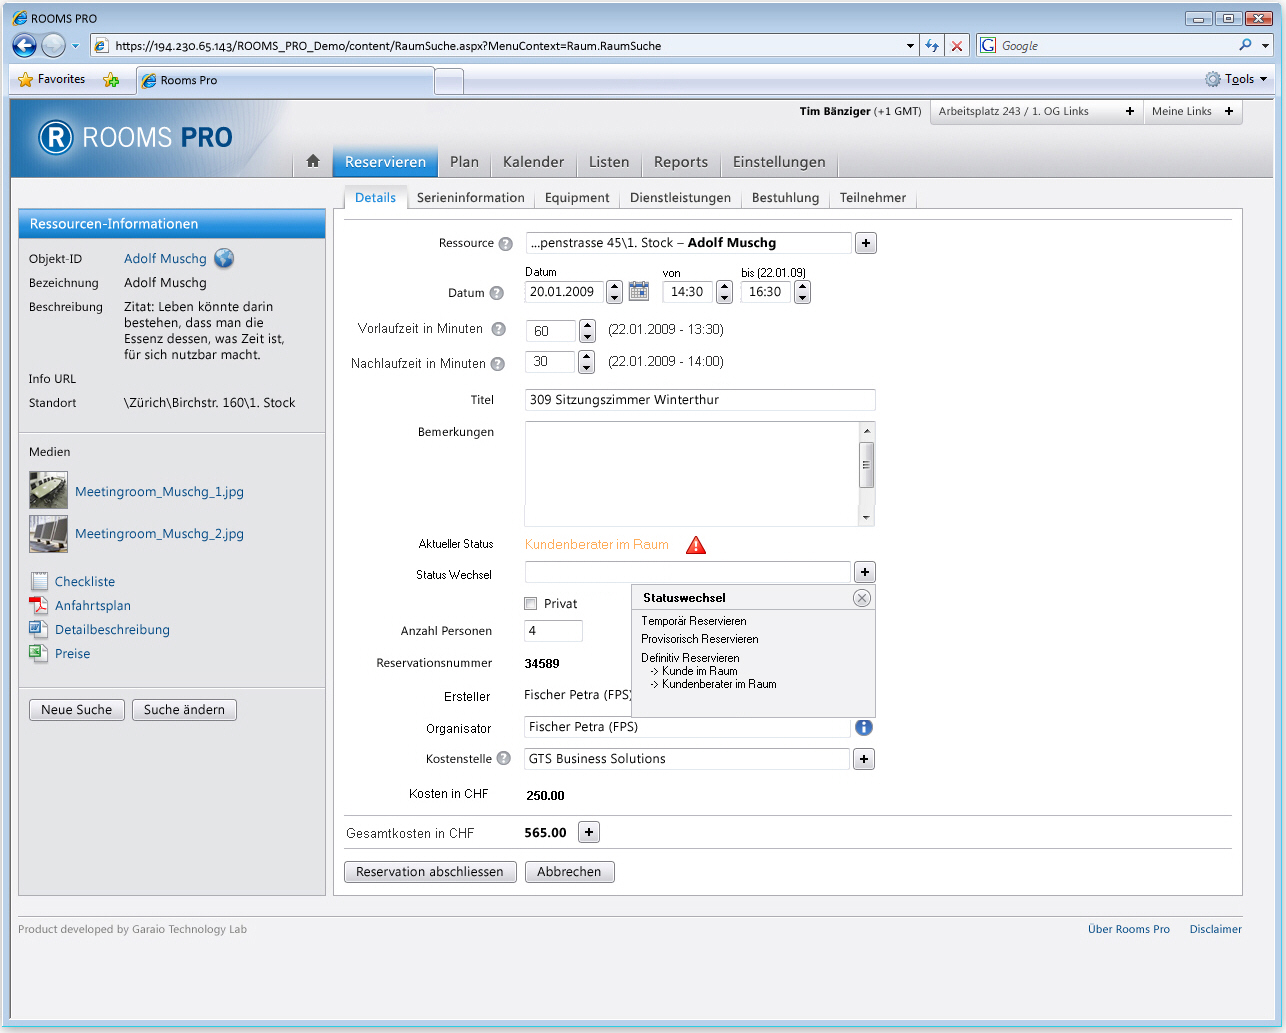 ROOMS PRO
https://194.230.65.143/ROOMS_PRO_Demo/content/RaumSuche.aspx?MenuContext=Raum.RaumSuche
Google
Favorites
Rooms Pro
Tools
Tim Bänziger (+1 GMT)
Arbeitsplatz 243 / 1. OG Links
Meine Links
R ROOMS PRO
Reservieren Plan Kalender Listen Reports Einstellungen
Details Serieninformation Equipment Dienstleistungen Bestuhlung Teilnehmer
Ressourcen-Informationen
Objekt-ID Adolf Muschg
Bezeichnung Adolf Muschg
Beschreibung Zitat: Leben könnte darin
bestehen, dass man die
Essenz dessen, was Zeit ist,
für sich nutzbar macht.
Info URL
Standort \Zürich\Birchstr. 160\1. Stock
Medien
Meetingroom_Muschg_1.jpg
Meetingroom_Muschg_2.jpg
Checkliste
Anfahrtsplan
Detailbeschreibung
Preise
Neue Suche Suche ändern
Ressource ? ...penstrasse 45\1. Stock – Adolf Muschg +
Datum von bis (22.01.09)
Datum ? 20.01.2009 14:30 16:30
Vorlaufzeit in Minuten ? 60 (22.01.2009 - 13:30)
Nachlaufzeit in Minuten ? 30 (22.01.2009 - 14:00)
Titel 309 Sitzungszimmer Winterthur
Bemerkungen
Aktueller Status Kundenberater im Raum
Status Wechsel +
Privat
Statuswechsel
Temporär Reservieren
Provisorisch Reservieren
Definitiv Reservieren
-> Kunde im Raum
-> Kundenberater im Raum
Anzahl Personen 4
Reservationsnummer 34589
Ersteller Fischer Petra (FPS)
Organisator Fischer Petra (FPS)
Kostenstelle ? GTS Business Solutions +
Kosten in CHF 250.00
Gesamtkosten in CHF 565.00 +
Reservation abschliessen Abbrechen
Product developed by Garaio Technology Lab
Über Rooms Pro Disclaimer